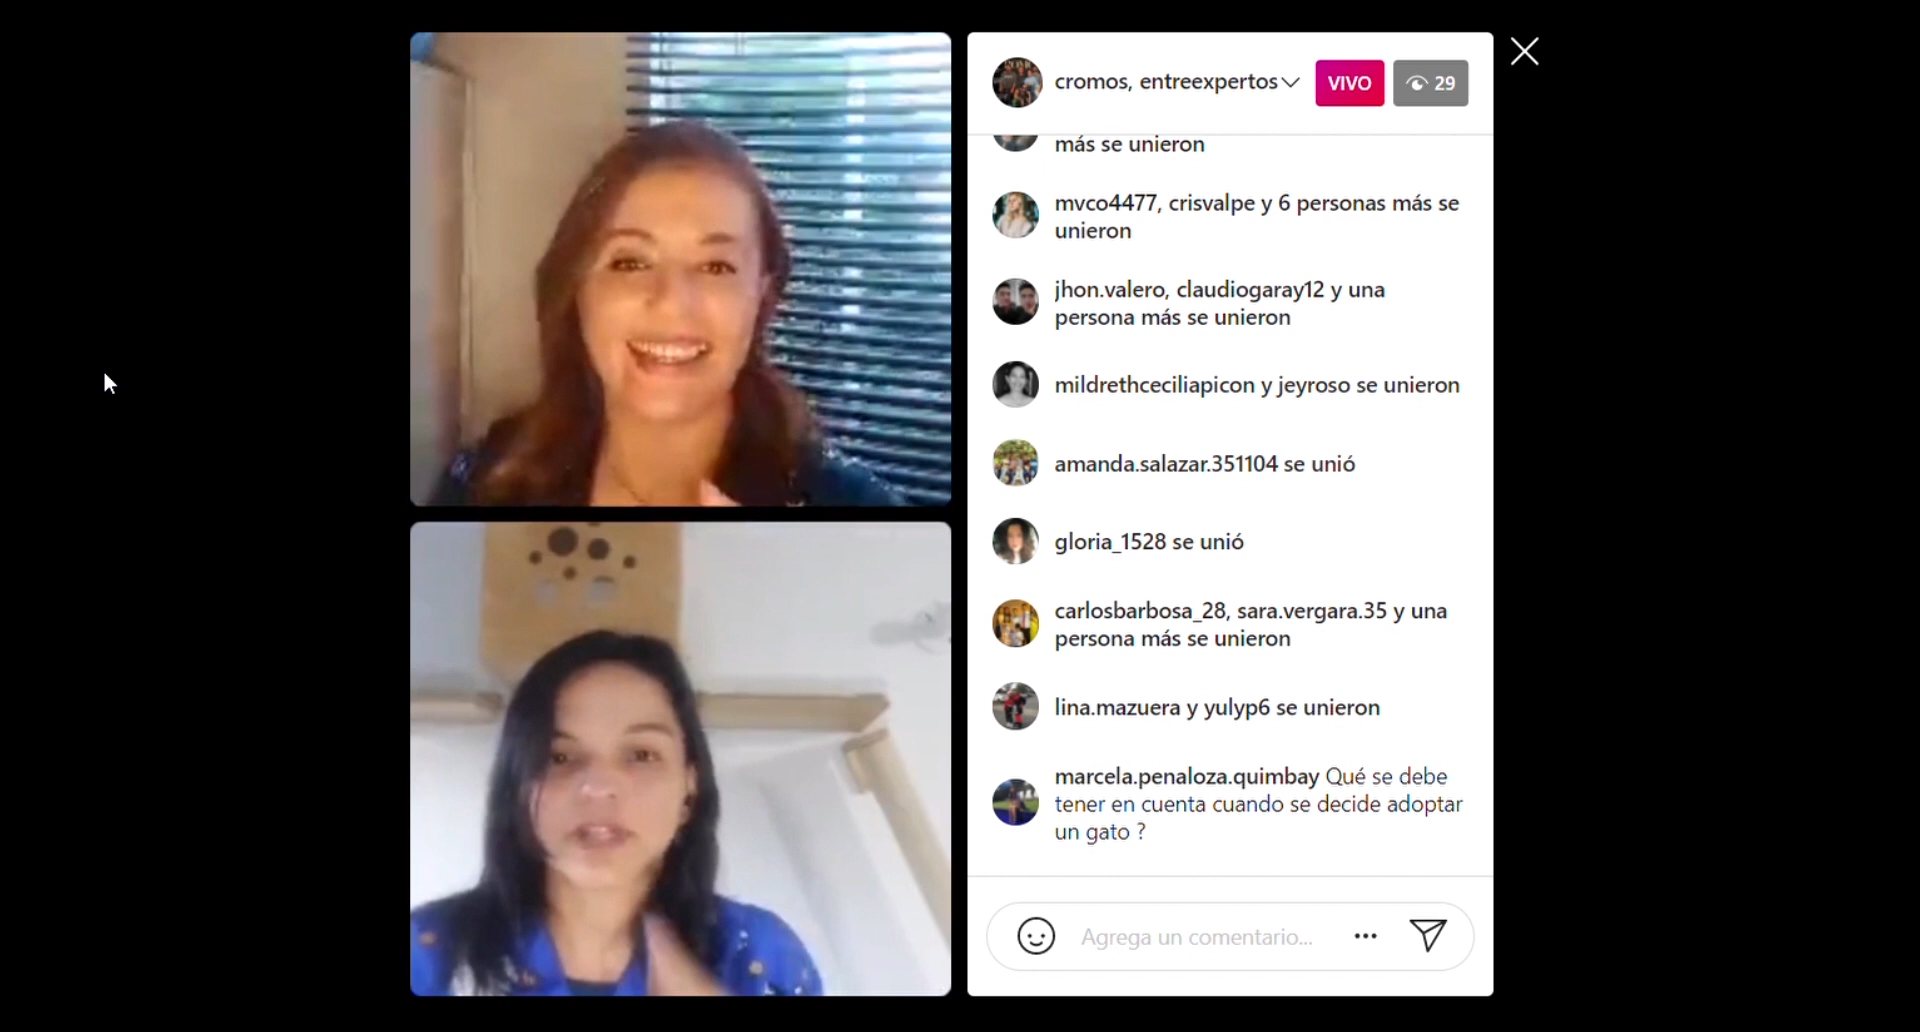 cromos, entreexpertos
VIVO
29
más se unieron
mvco4477, crisvalpe y 6 personas más se
unieron
jhon.valero, claudiogaray12 y una
persona más se unieron
mildrethceciliapicon y jeyroso se unieron
amanda.salazar.351104 se unió
gloria_1528 se unió
carlosbarbosa_28, sara.vergara.35 y una
persona más se unieron
lina.mazuera y yulyp6 se unieron
marcela.penaloza.quimbay Qué se debe
tener en cuenta cuando se decide adoptar
un gato ?
Agrega un comentario...